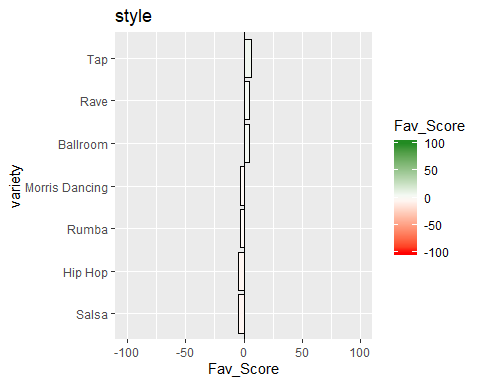 style
variety
Tap
Rave
Ballroom
Morris Dancing
Rumba
Hip Hop
Salsa
-100 -50 0 50 100
Fav_Score
Fav_Score
100
50
0
-50
-100